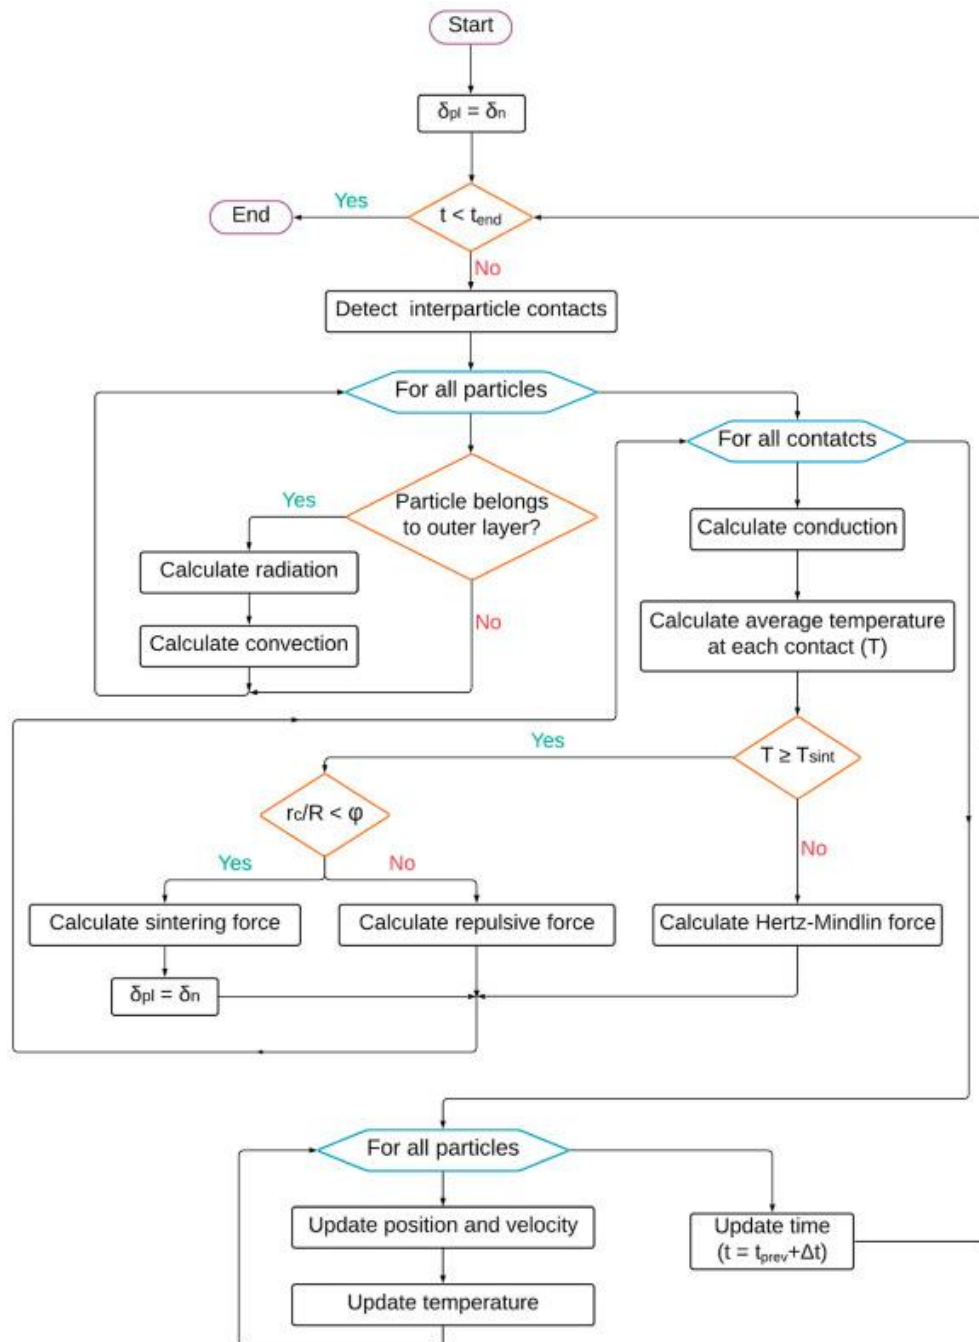 Start
δpl = δn
t < tend
Yes
End
No
Detect interparticle contacts
For all particles
For all contatcts
Particle belongs
to outer layer?
Yes
Calculate radiation
Calculate convection
No
Calculate conduction
Calculate average temperature
at each contact (T)
T ≥ Tsint
Yes
rc/R < φ
No
Yes
No
Calculate sintering force
Calculate repulsive force
Calculate Hertz-Mindlin force
δpl = δn
For all particles
Update position and velocity
Update time
(t = tprev+Δt)
Update temperature